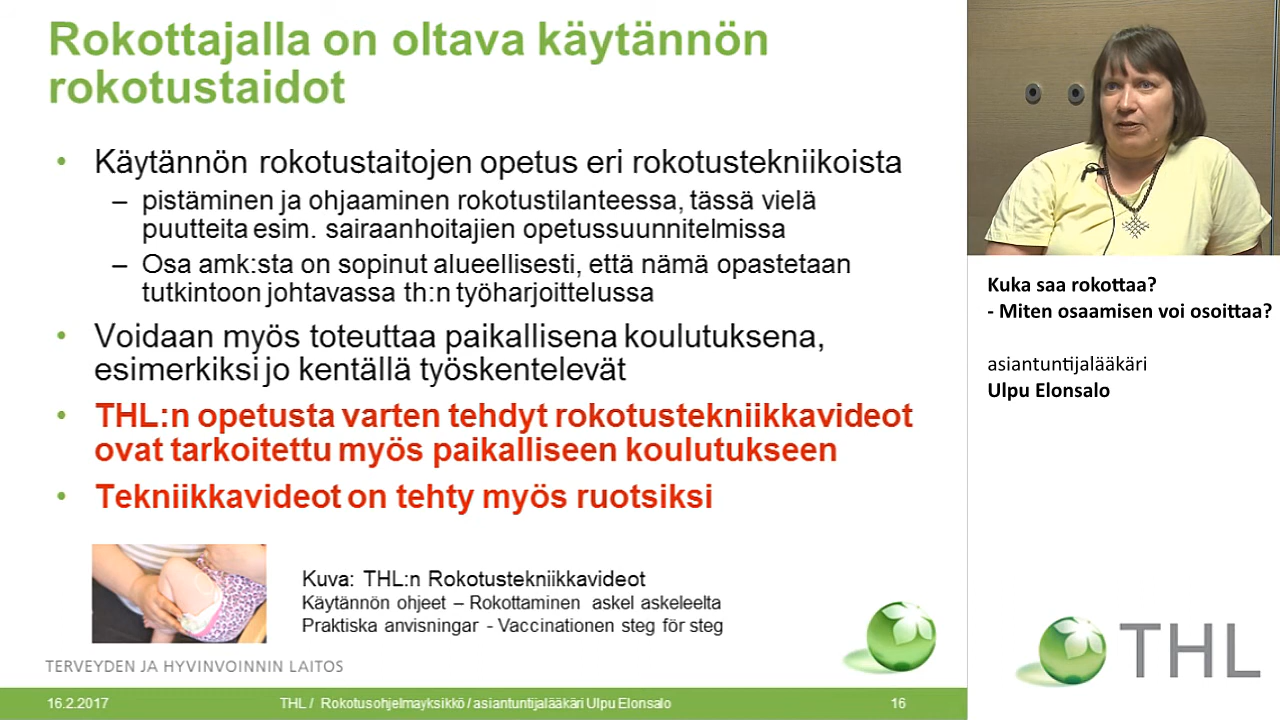 Rokottajalla on oltava käytännön
rokotustaidot
• Käytännön rokotustaitojen opetus eri rokotustekniikoista
– pistäminen ja ohjaaminen rokotustilanteessa, tässä vielä
puutteita esim. sairaanhoitajien opetussuunnitelmissa
– Osa amk:sta on sopinut alueellisesti, että nämä opastetaan
tutkintoon johtavassa th:n työharjoittelussa
• Voidaan myös toteuttaa paikallisena koulutuksena,
esimerkiksi jo kentällä työskentelevät
• THL:n opetusta varten tehdyt rokotustekniikkavideot
ovat tarkoitettu myös paikalliseen koulutukseen
• Tekniikkavideot on tehty myös ruotsiksi
Kuva: THL:n Rokotustekniikkavideot
Käytännön ohjeet – Rokottaminen askel askeleelta
Praktiska anvisningar - Vaccinationen steg för steg
TERVEYDEN JA HYVINVOINNIN LAITOS
16.2.2017 THL / Rokotusohjelmayksikkö / asiantuntijalääkäri Ulpu Elonsalo 16
Kuka saa rokottaa?
- Miten osaamisen voi osoittaa?
asiantuntijalääkäri
Ulpu Elonsalo
THL